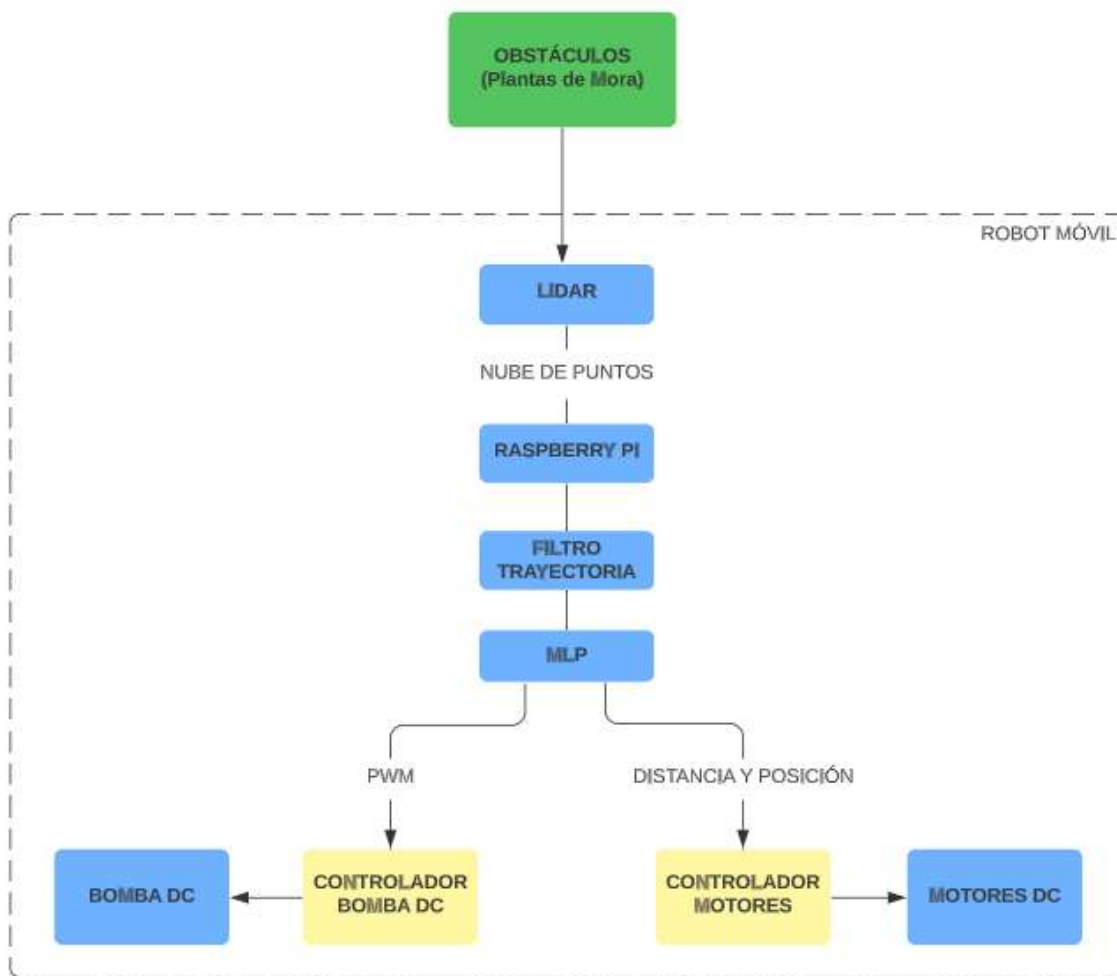 OBSTÁCULOS
(Plantas de Mora)
ROBOT MÓVIL
LIDAR
NUBE DE PUNTOS
RASPBERRY PI
FILTRO
TRAYECTORIA
MLP
PWM
DISTANCIA Y POSICIÓN
BOMBA DC
CONTROLADOR
BOMBA DC
CONTROLADOR
MOTORES
MOTORES DC